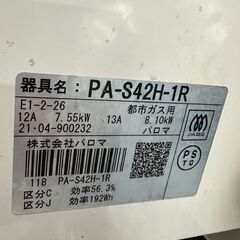 器具名：PA-S42H-1R
E1-2-26 都市ガス用
12A 7.55kW 13A 8.10kW
21・04-900232 パロマ
株式会社パロマ
118 PA-S42H-1R
区分C 効率56.3%
区分J 効率192Wh
PS
TC